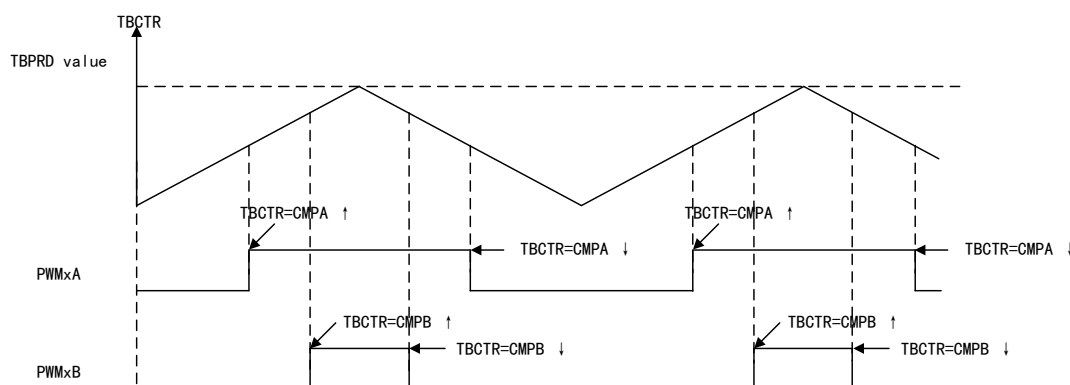 TBCTR
TBPRD value
TBCTR=CMPA ↑
TBCTR=CMPA ↑
TBCTR=CMPA ↓
TBCTR=CMPA ↓
PWMxA
TBCTR=CMPB ↑
TBCTR=CMPB ↑
TBCTR=CMPB ↓
TBCTR=CMPB ↓
PWMxB